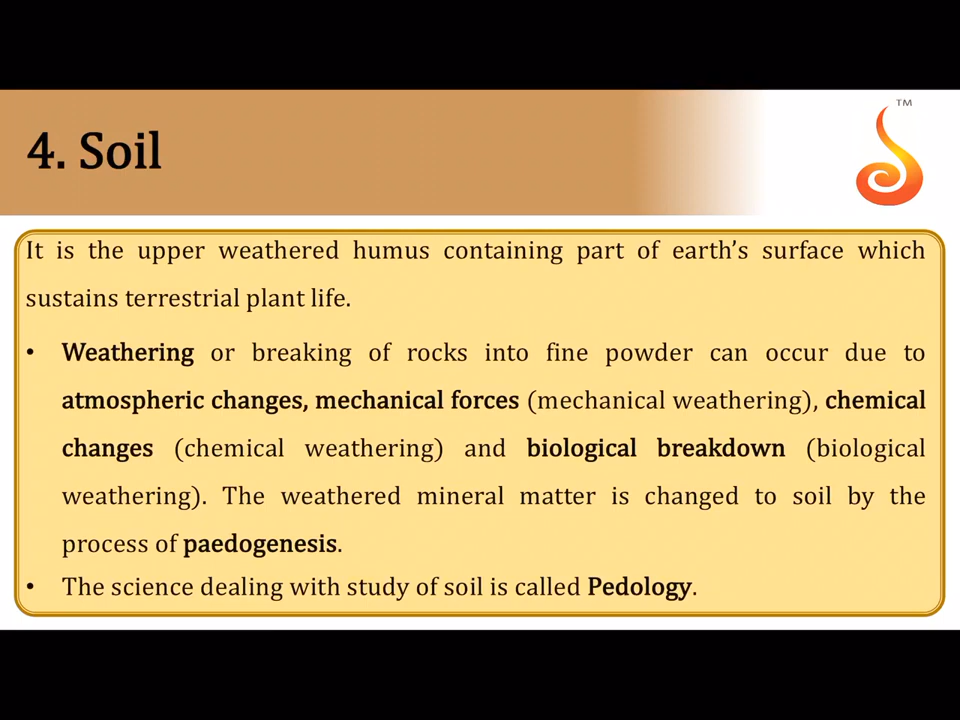 TM
4. Soil
It is the upper weathered humus containing part of earth’s surface which
sustains terrestrial plant life.
• Weathering or breaking of rocks into fine powder can occur due to
atmospheric changes, mechanical forces (mechanical weathering), chemical
changes (chemical weathering) and biological breakdown (biological
weathering). The weathered mineral matter is changed to soil by the
process of paedogenesis.
• The science dealing with study of soil is called Pedology.